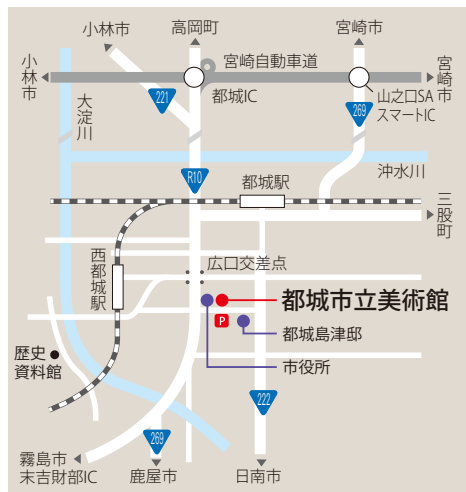 小林市
高岡町
宮崎市
小林市
宮崎自動車道
宮崎市
都城IC
山之口SA
スマートIC
221
269
大淀川
沖水川
R10
都城駅
三股町
西都城駅
広口交差点
都城市立美術館
P
都城島津邸
歴史
資料館
市役所
222
269
霧島市
末吉財部IC
鹿屋市
日南市